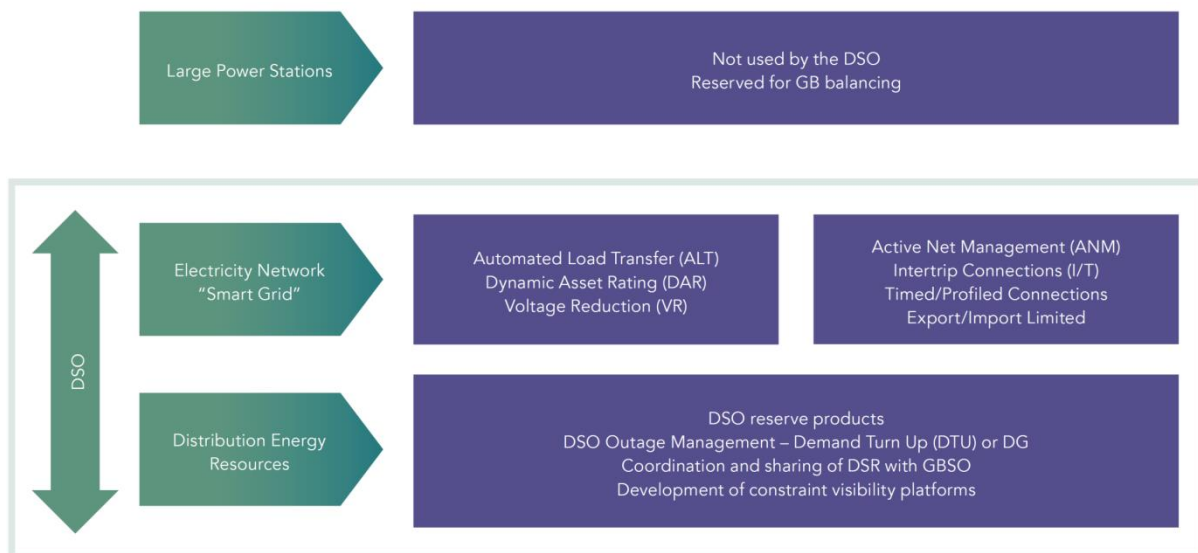 Large Power Stations
Not used by the DSO
Reserved for GB balancing
DSO
Electricity Network
“Smart Grid”
Automated Load Transfer (ALT)
Dynamic Asset Rating (DAR)
Voltage Reduction (VR)
Active Net Management (ANM)
Intertrip Connections (I/T)
Timed/Profiled Connections
Export/Import Limited
Distribution Energy
Resources
DSO reserve products
DSO Outage Management – Demand Turn Up (DTU) or DG
Coordination and sharing of DSR with GBSO
Development of constraint visibility platforms